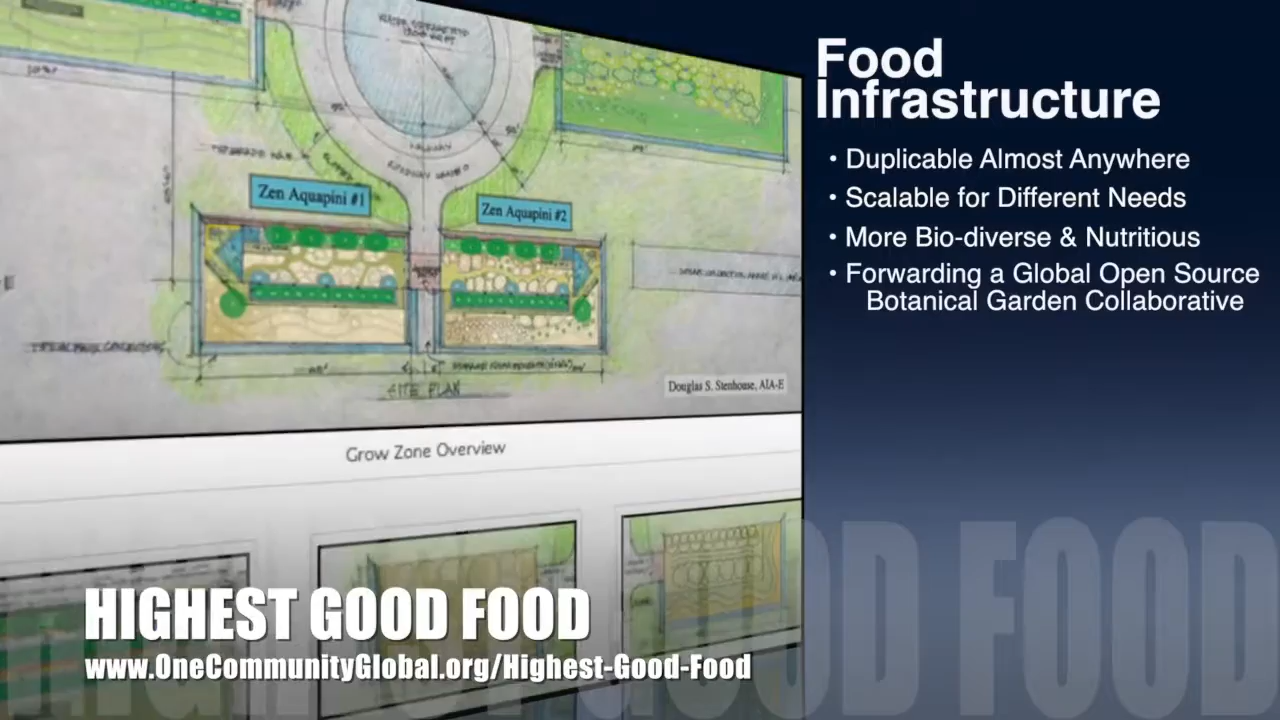 Food
Infrastructure
• Duplicable Almost Anywhere
• Scalable for Different Needs
• More Bio-diverse & Nutritious
• Forwarding a Global Open Source
Botanical Garden Collaborative
Zen Aquapini #1
Zen Aquapini #2
SITE PLAN
Douglas S. Stenhouse, AIA-E
Grow Zone Overview
HIGHEST GOOD FOOD
www.OneCommunityGlobal.org/Highest-Good-Food